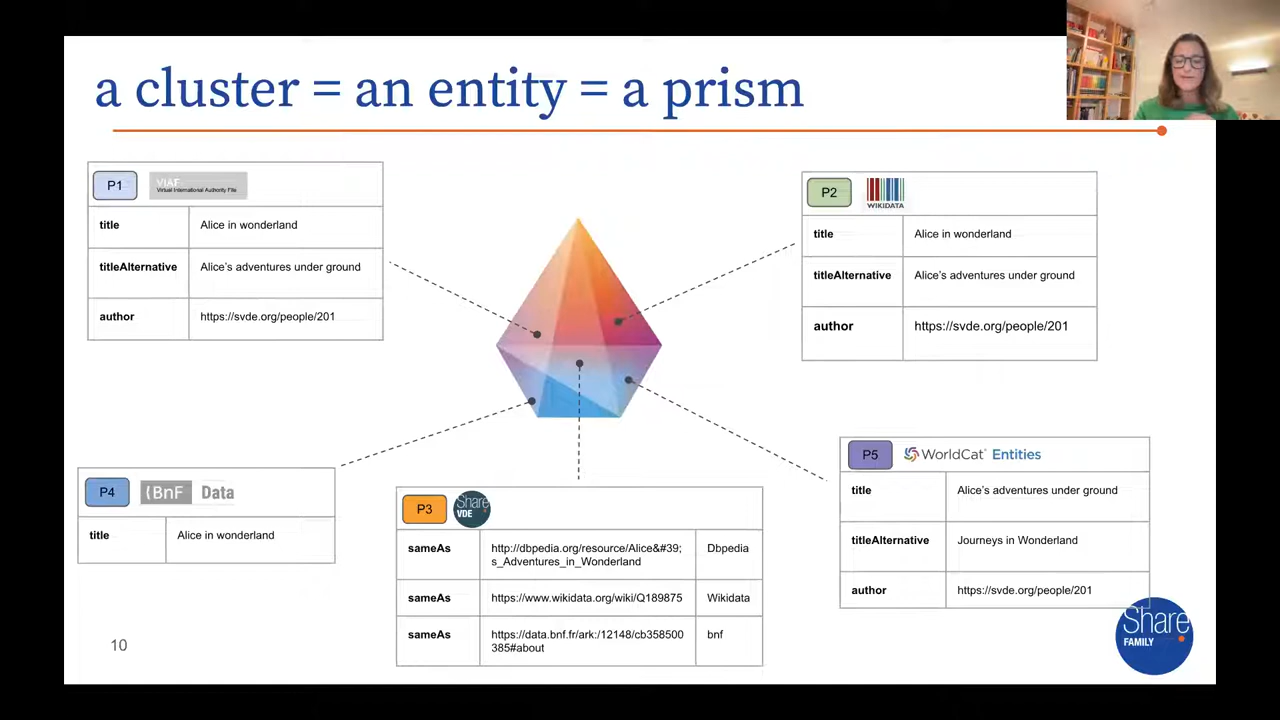 a cluster = an entity = a prism
P1 VIAF
Virtual International Authority File
title Alice in wonderland
titleAlternative Alice's adventures under ground
author https://svde.org/people/201
P2 WIKIDATA
title Alice in wonderland
titleAlternative Alice's adventures under ground
author https://svde.org/people/201
P4 (BnF Data
title Alice in wonderland
P3 Share
VDE
sameAs http://dbpedia.org/resource/Alice&#39; Dbpedia
s_Adventures_in_Wonderland
sameAs https://www.wikidata.org/wiki/Q189875 Wikidata
sameAs https://data.bnf.fr/ark:/12148/cb358500 bnf
385#about
P5 WorldCat® Entities
title Alice's adventures under ground
titleAlternative Journeys in Wonderland
author https://svde.org/people/201
10
Share
FAMILY